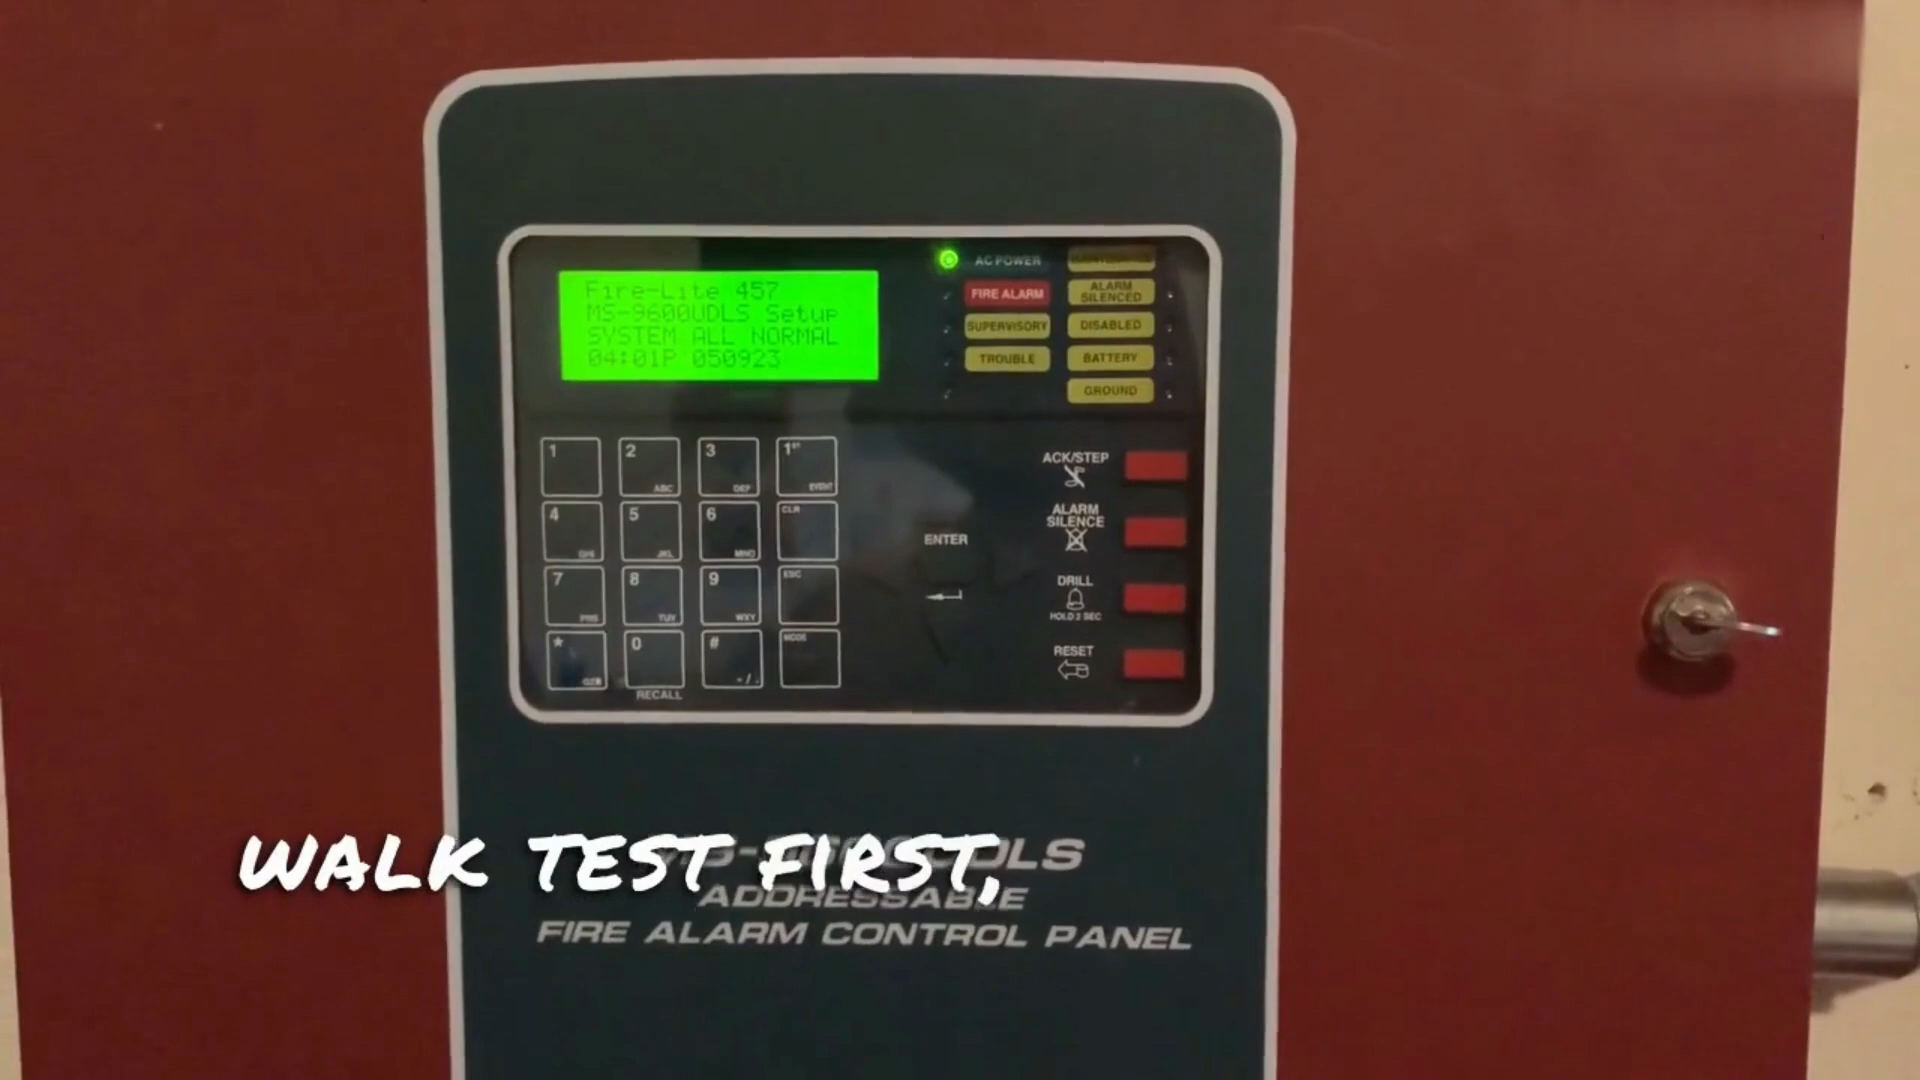 Fire-Lite 457
MS-9600UDLS Setup
SYSTEM ALL NORMAL
04:01P 050923
AC POWER
FIRE ALARM
ALARM SILENCED
SUPERVISORY
DISABLED
TROUBLE
BATTERY
GROUND
1
2 ABC
3 DEF
1ST EVENT
4 GHI
5 JKL
6 MNO
CLR
7 PRS
8 TUV
9 WXY
ESC
*
0
#
MODE
RECALL
ENTER
ACK/STEP
ALARM
SILENCE
DRILL
HOLD 2 SEC
RESET
WALK TEST FIRST,
ADDRESSABLE
FIRE ALARM CONTROL PANEL